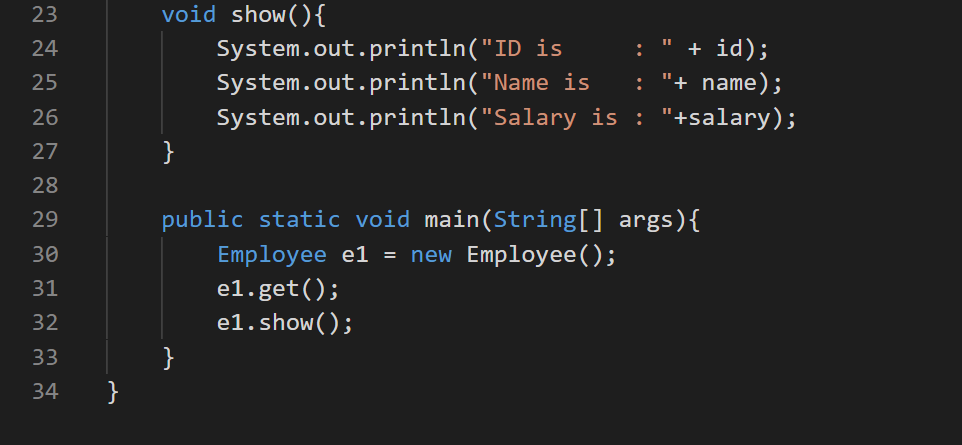 23 void show(){
24 System.out.println("ID is     : " + id);
25 System.out.println("Name is   : "+ name);
26 System.out.println("Salary is : "+salary);
27 }
28
29 public static void main(String[] args){
30 Employee e1 = new Employee();
31 e1.get();
32 e1.show();
33 }
34 }